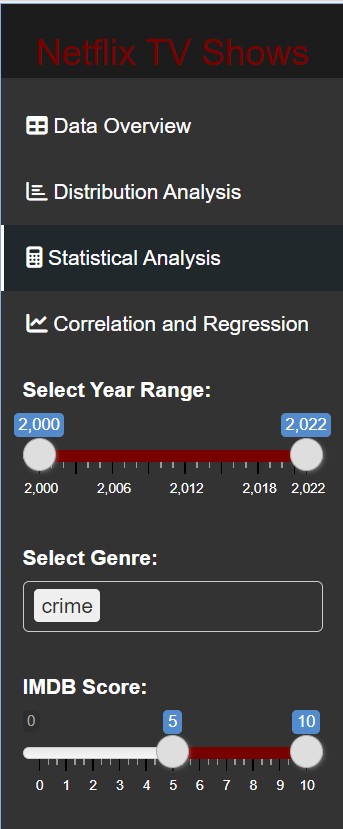 Netflix TV Shows
Data Overview
Distribution Analysis
Statistical Analysis
Correlation and Regression
Select Year Range:
2,000 2,022
2,000 2,006 2,012 2,018 2,022
Select Genre:
crime
IMDB Score:
0 5 10
0 1 2 3 4 5 6 7 8 9 10